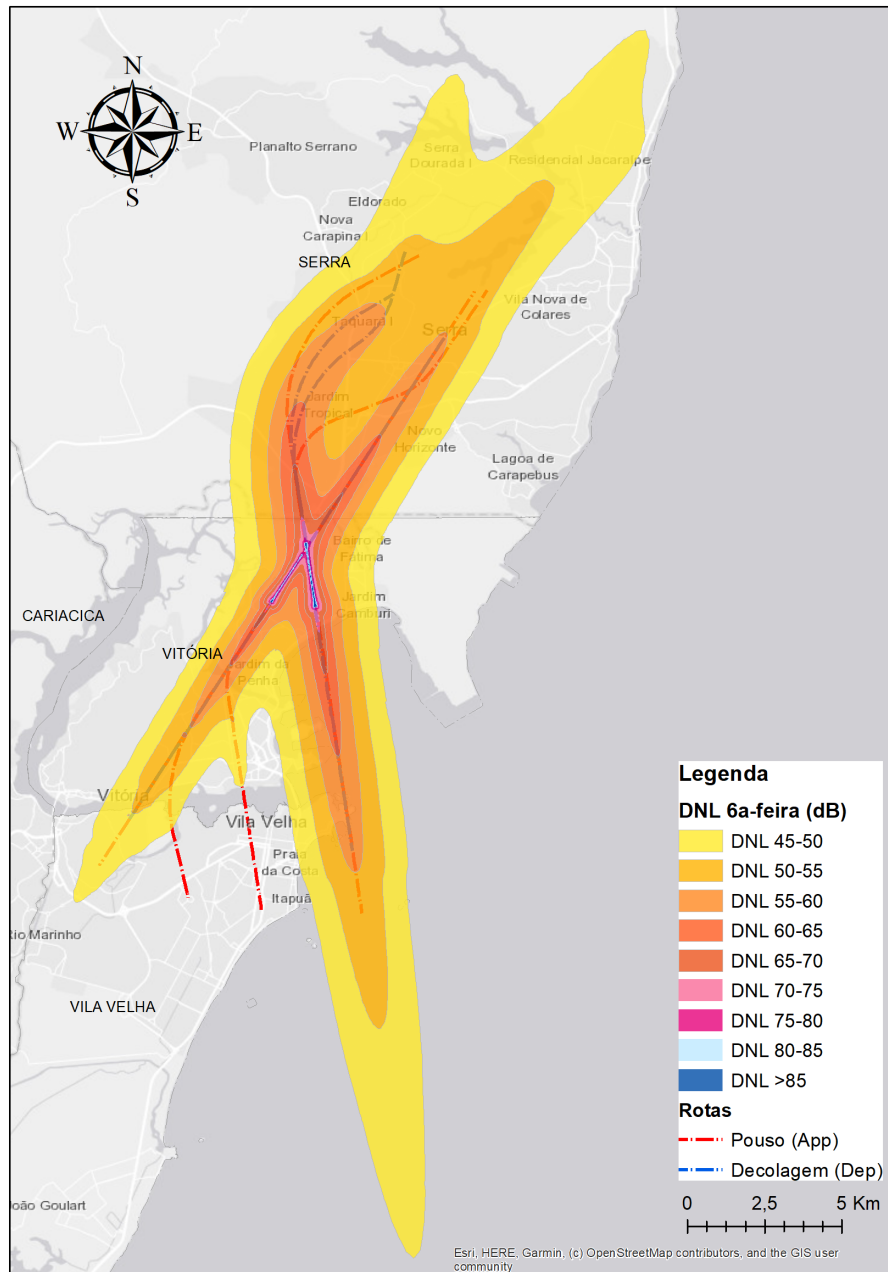 N
W
E
S
Planalto Serrano
Serra
Dourada I
Residencial Jacaraípe
Eldorado
Nova
Carapina I
SERRA
Vila Nova de
Colares
Taquara I
Serra
Jardim
Tropical
Novo
Horizonte
Lagoa de
Carapebus
Bairro de
Fátima
CARIACICA
Jardim
Camburi
VITÓRIA
Jardim da
Penha
Vitória
Vila Velha
Praia
da Costa
Itapuã
Rio Marinho
VILA VELHA
João Goulart
Legenda
DNL 6a-feira (dB)
DNL 45-50
DNL 50-55
DNL 55-60
DNL 60-65
DNL 65-70
DNL 70-75
DNL 75-80
DNL 80-85
DNL >85
Rotas
Pouso (App)
Decolagem (Dep)
0 2,5 5 Km
Esri, HERE, Garmin, (c) OpenStreetMap contributors, and the GIS user
community